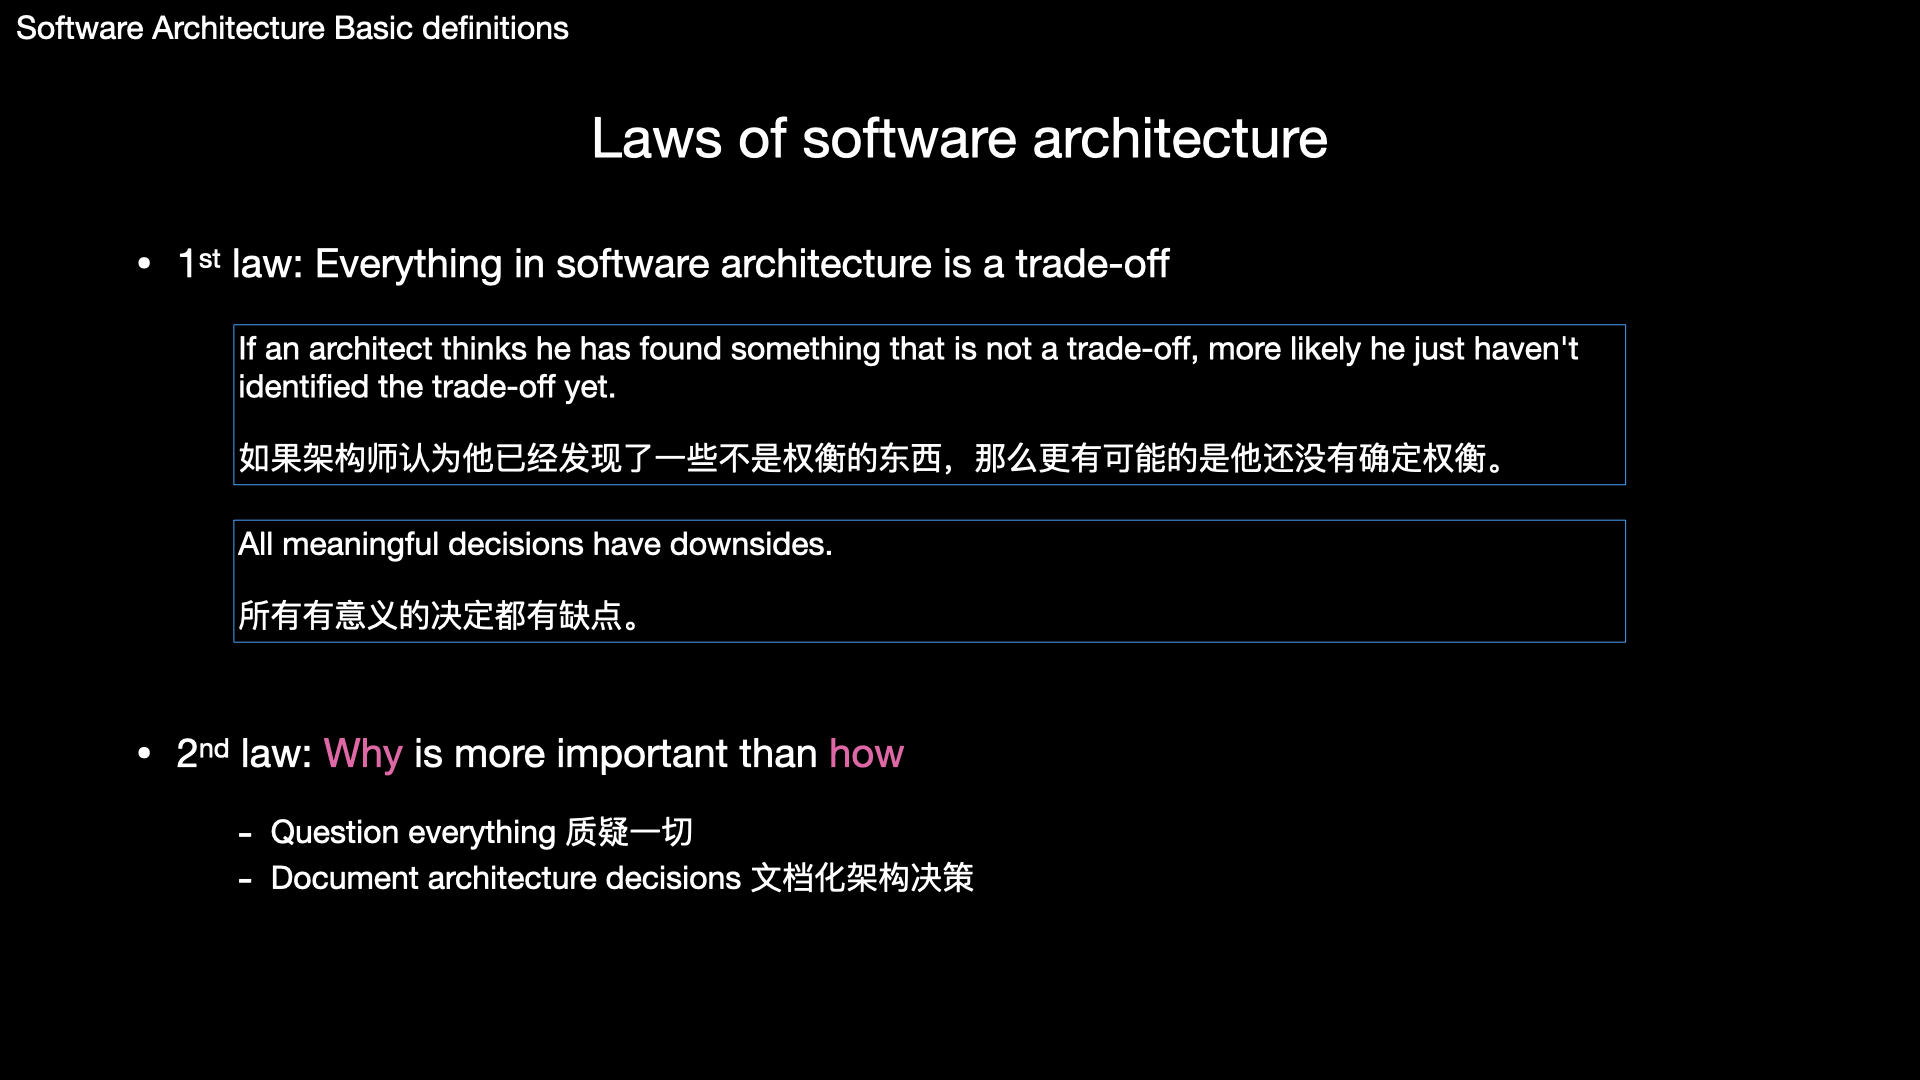 Software Architecture Basic definitions
Laws of software architecture
• 1st law: Everything in software architecture is a trade-off
If an architect thinks he has found something that is not a trade-off, more likely he just haven't
identified the trade-off yet.
如果架构师认为他已经发现了一些不是权衡的东西，那么更有可能的是他还没有确定权衡。
All meaningful decisions have downsides.
所有有意义的决定都有缺点。
• 2nd law: Why is more important than how
- Question everything 质疑一切
- Document architecture decisions 文档化架构决策